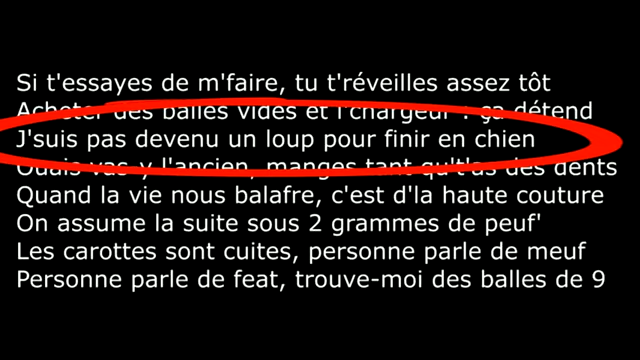 Si t'essayes de m'faire, tu t'réveilles assez tôt
Acheter des balles vides et l'chargeur : ça détend
J'suis pas devenu un loup pour finir en chien
Ouais vas-y l'ancien, manges tant qu't'as des dents
Quand la vie nous balafre, c'est d'la haute couture
On assume la suite sous 2 grammes de peuf'
Les carottes sont cuites, personne parle de meuf
Personne parle de feat, trouve-moi des balles de 9